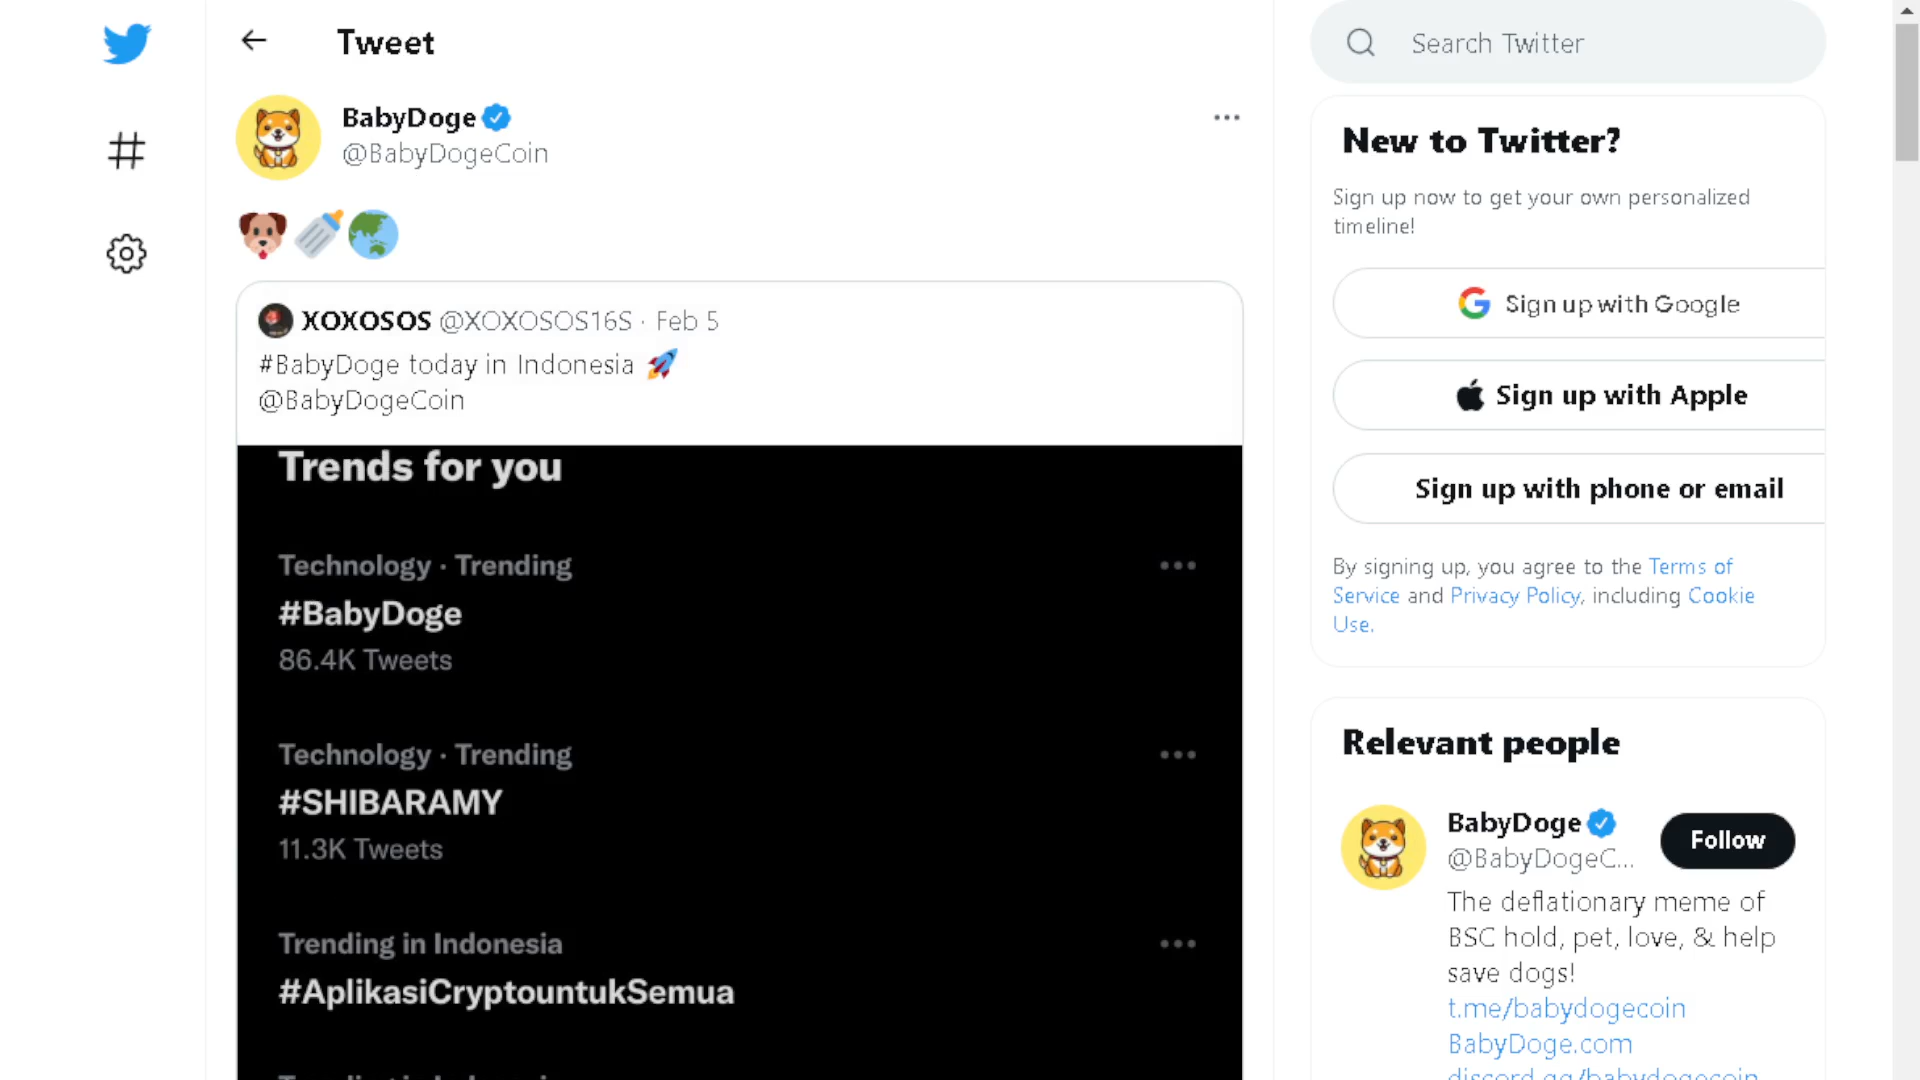 Tweet
BabyDoge
@BabyDogeCoin
XOXOSOS @XOXOSOS16S · Feb 5
#BabyDoge today in Indonesia
@BabyDogeCoin
Trends for you
Technology · Trending
#BabyDoge
86.4K Tweets
Technology · Trending
#SHIBARAMY
11.3K Tweets
Trending in Indonesia
#AplikasiCryptountukSemua
Search Twitter
New to Twitter?
Sign up now to get your own personalized
timeline!
Sign up with Google
Sign up with Apple
Sign up with phone or email
By signing up, you agree to the Terms of
Service and Privacy Policy, including Cookie
Use.
Relevant people
BabyDoge
@BabyDogeC...
Follow
The deflationary meme of
BSC hold, pet, love, & help
save dogs!
t.me/babydogecoin
BabyDoge.com
discord.gg/babydogecoin